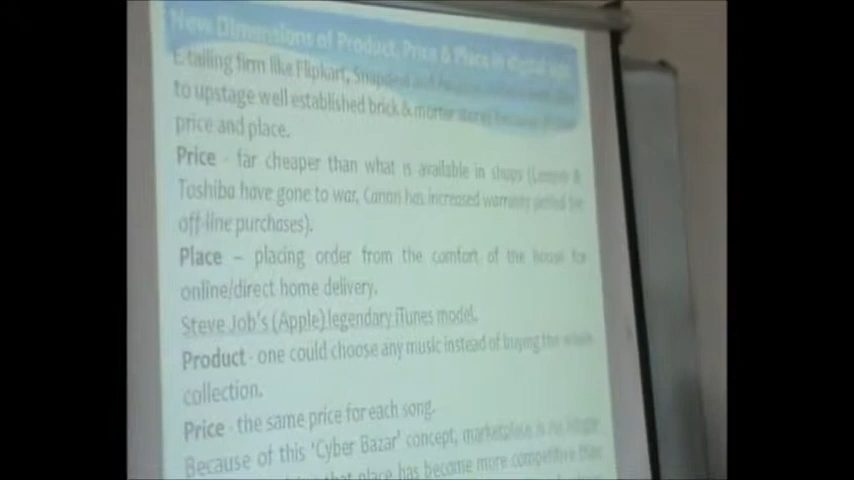 New Dimensions of Product, Price & Place in digital age
E-tailing firm like Flipkart, Snapdeal and
to upstage well established brick & morter stores because of
price and place.
Price - far cheaper than what is available in shops (Lenovo &
Toshiba have gone to war, Canon has increased warranty period for
off-line purchases).
Place – placing order from the comfort of the house for
online/direct home delivery.
Steve Job's (Apple) legendary iTunes model.
Product - one could choose any music instead of buying the whole
collection.
Price - the same price for each song.
Because of this 'Cyber Bazar' concept, marketplace is no longer
that place has become more competitive than